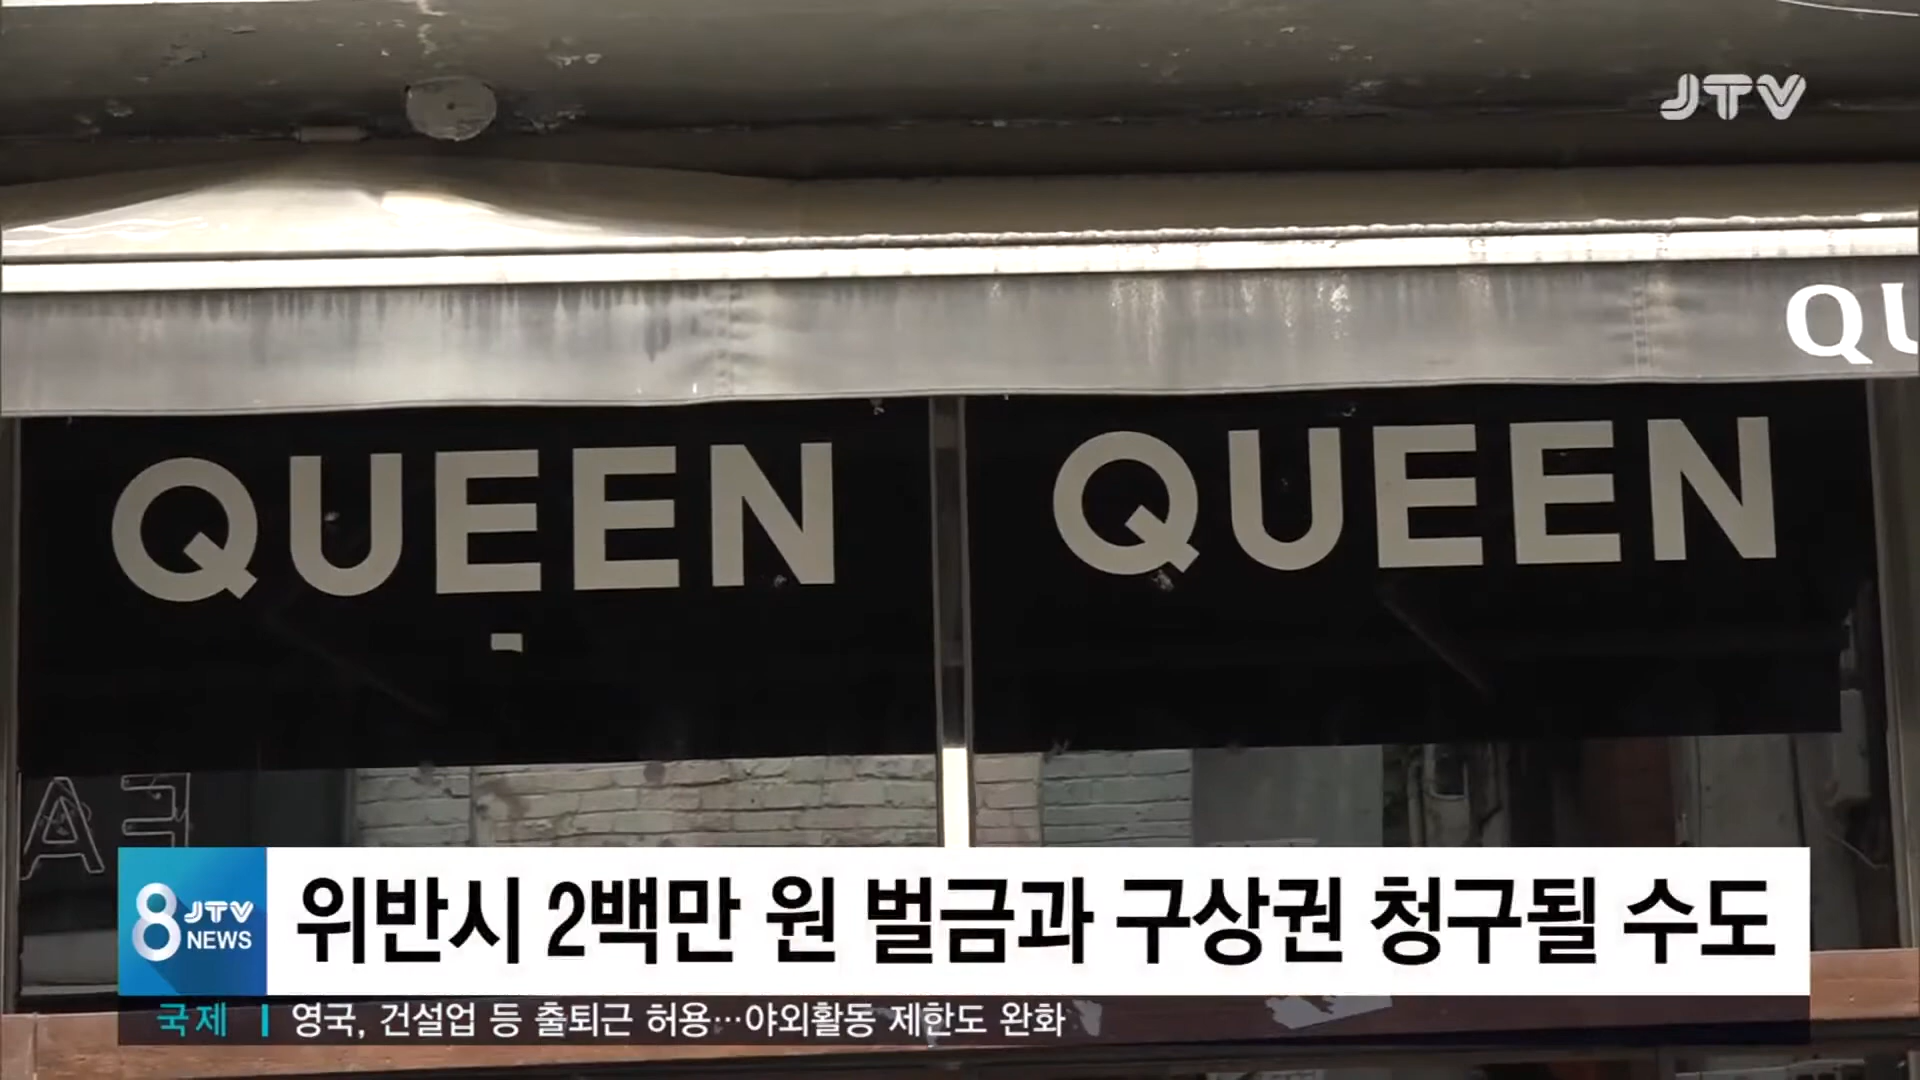 JTV
QU
QUEEN QUEEN
8 JTV NEWS
위반시 2백만 원 벌금과 구상권 청구될 수도
국제 | 영국, 건설업 등 출퇴근 허용…야외활동 제한도 완화